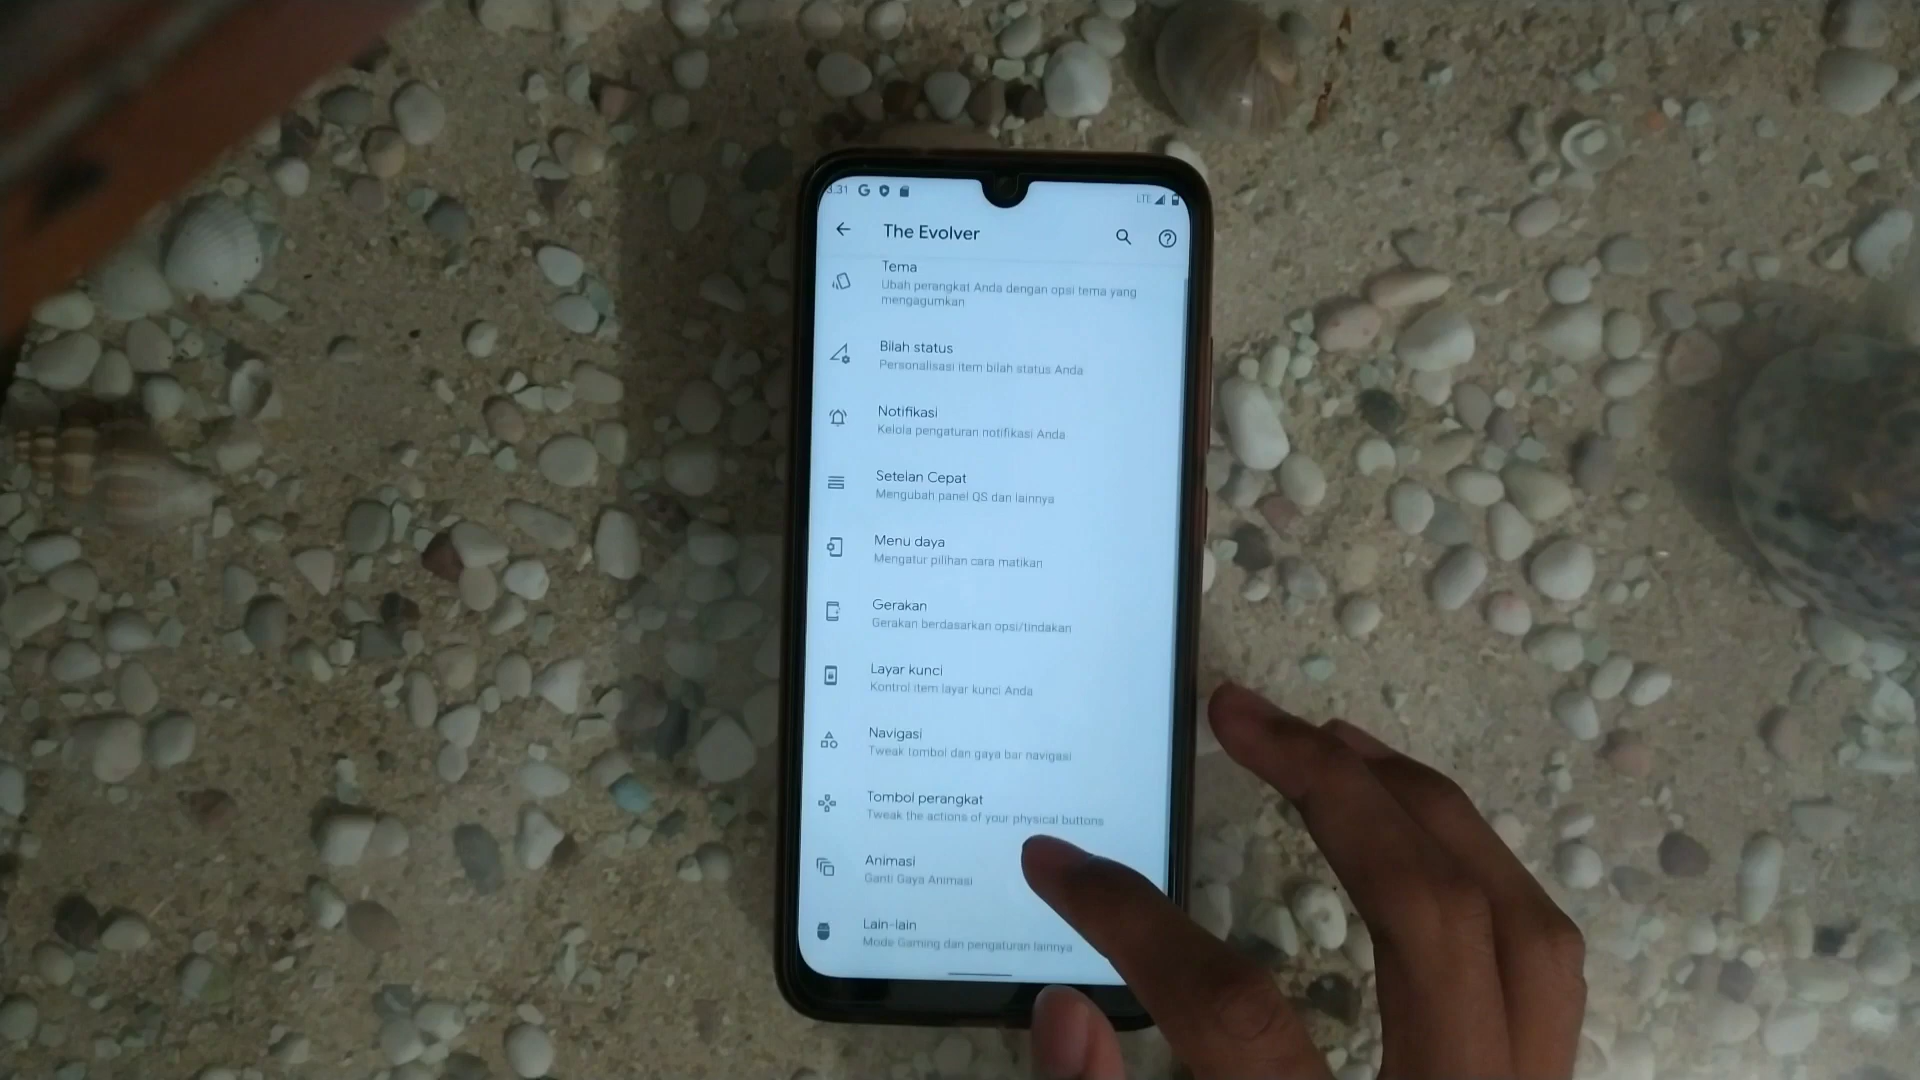 3.31 G LTE
The Evolver
Tema
Ubah perangkat Anda dengan opsi tema yang
mengagumkan
Bilah status
Personalisasi item bilah status Anda
Notifikasi
Kelola pengaturan notifikasi Anda
Setelan Cepat
Mengubah panel QS dan lainnya
Menu daya
Mengatur pilihan cara matikan
Gerakan
Gerakan berdasarkan opsi/tindakan
Layar kunci
Kontrol item layar kunci Anda
Navigasi
Tweak tombol dan gaya bar navigasi
Tombol perangkat
Tweak the actions of your physical buttons
Animasi
Ganti Gaya Animasi
Lain-lain
Mode Gaming dan pengaturan lainnya